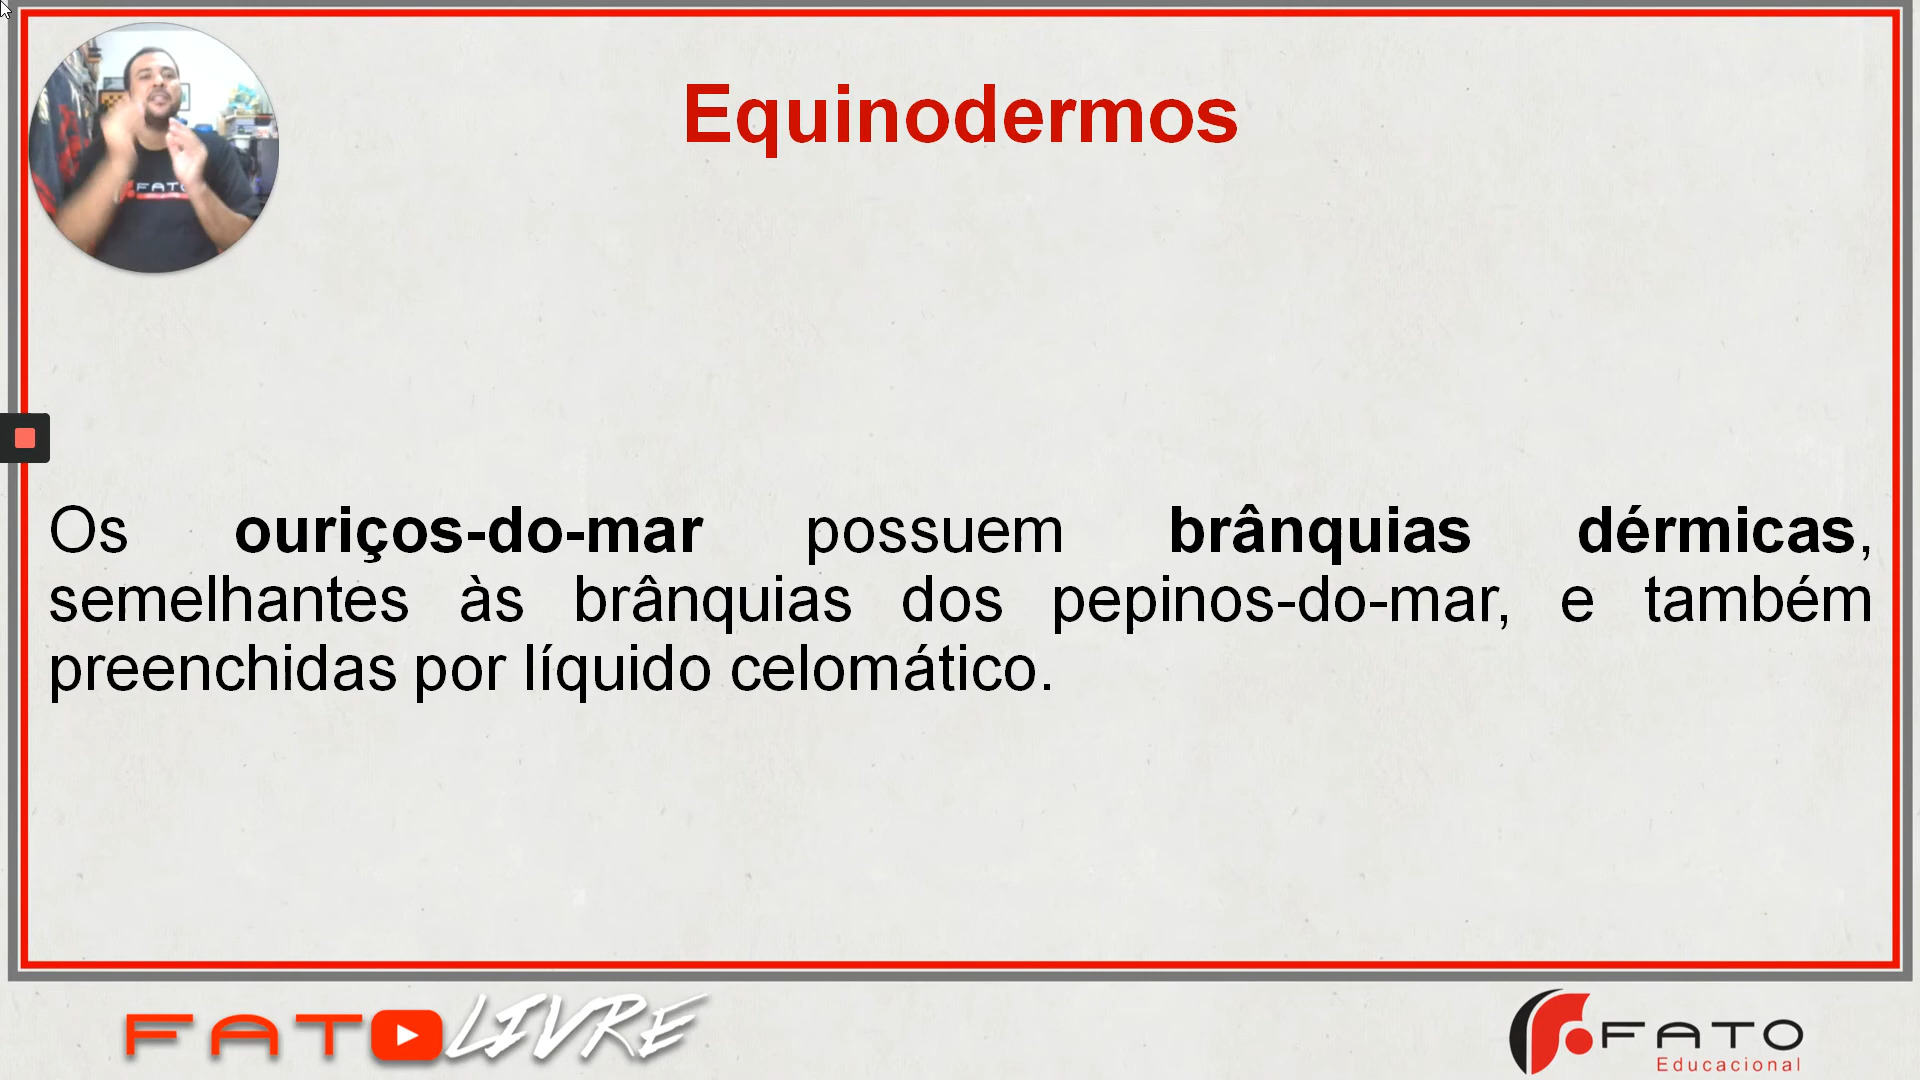 Equinodermos
FATO
Os ouriços-do-mar possuem brânquias dérmicas,
semelhantes às brânquias dos pepinos-do-mar, e também
preenchidas por líquido celomático.
FAT LIVRE
FATO
Educacional